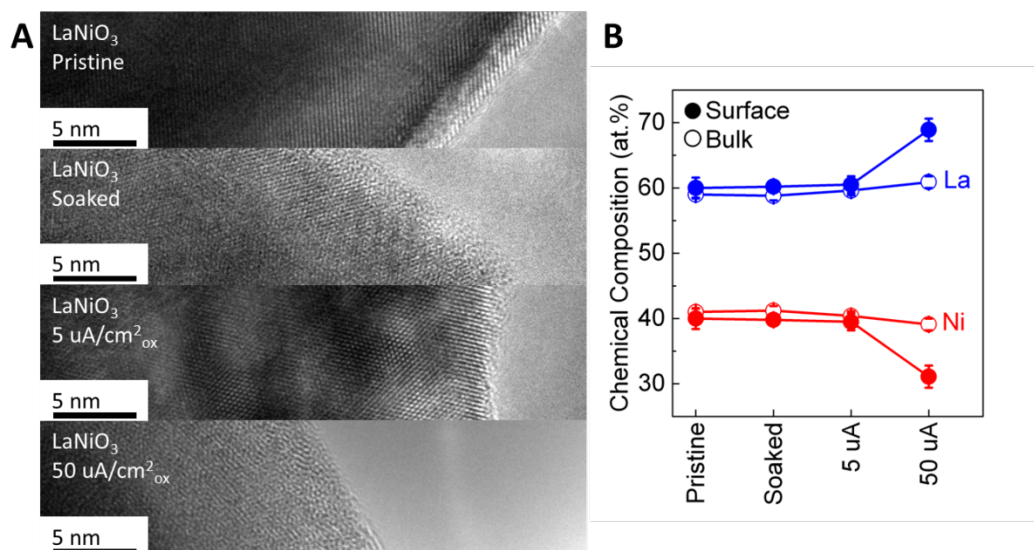 A
LaNiO3
Pristine
5 nm
LaNiO3
Soaked
5 nm
LaNiO3
5 uA/cm2ox
5 nm
LaNiO3
50 uA/cm2ox
5 nm
B
Chemical Composition (at.%)
70
60
50
40
30
Surface
Bulk
La
Ni
Pristine
Soaked
5 uA
50 uA